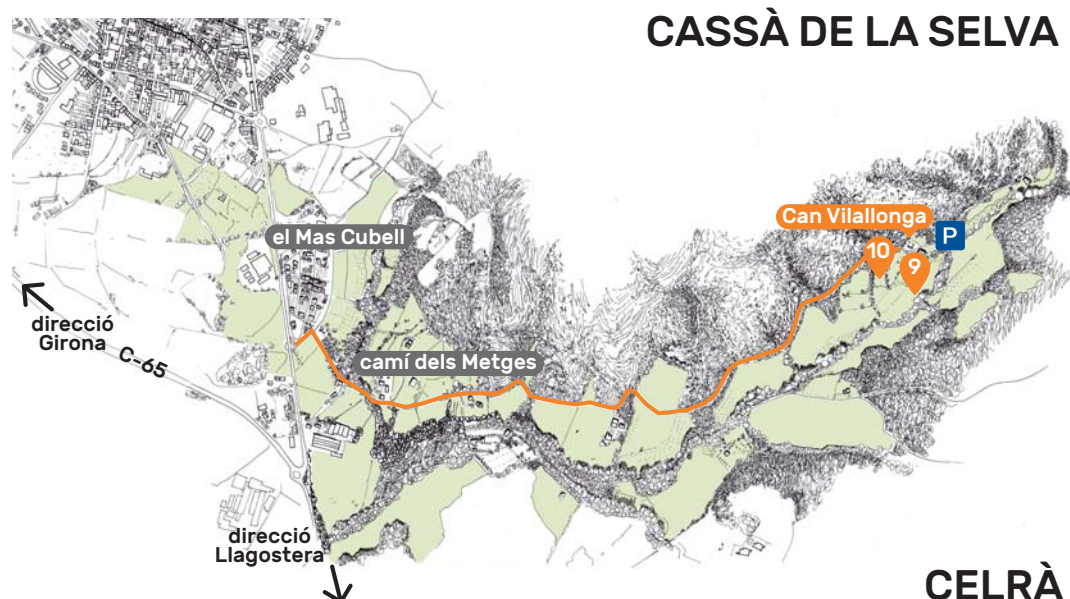 CASSÀ DE LA SELVA
Can Vilallonga
P
10
9
el Mas Cubell
direcció
Girona
C-65
camí dels Metges
direcció
Llagostera
CELRÀ